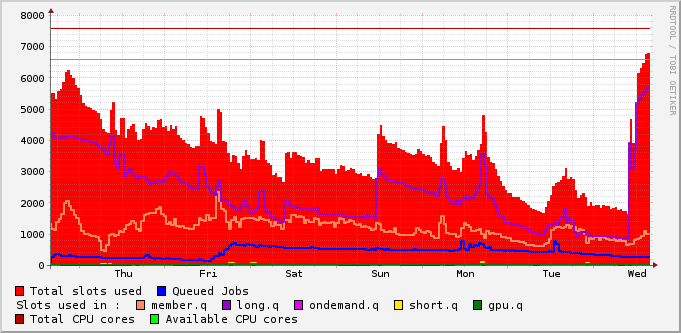 8000
7000
6000
5000
4000
3000
2000
1000
0
Thu Fri Sat Sun Mon Tue Wed
RRDTOOL / TOBI OETIKER
Total slots used Queued Jobs
Slots used in : member.q long.q ondemand.q short.q gpu.q
Total CPU cores Available CPU cores